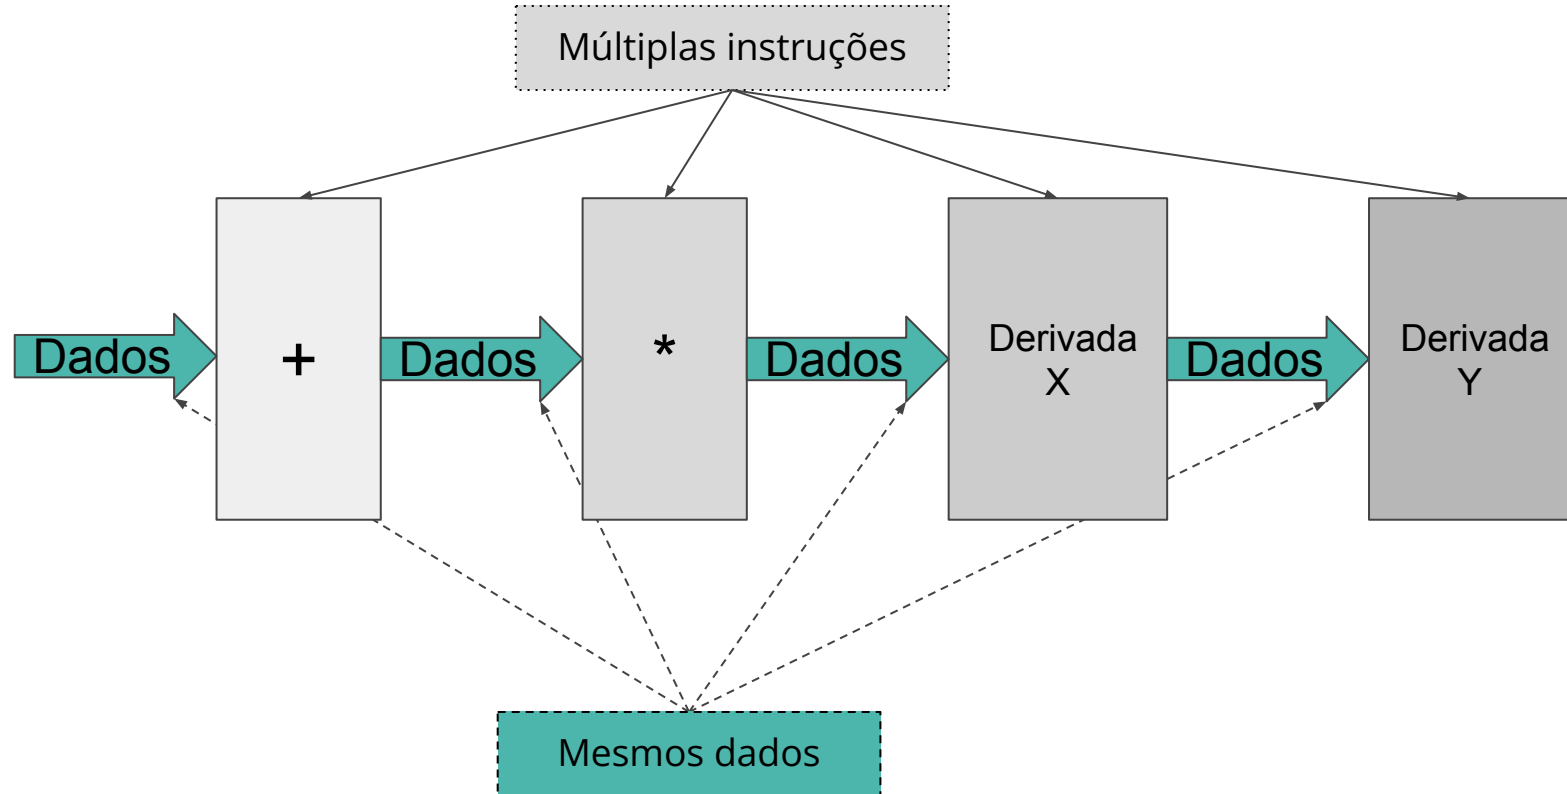 Múltiplas instruções
Dados
+
Dados
*
Dados
Derivada
X
Dados
Derivada
Y
Mesmos dados